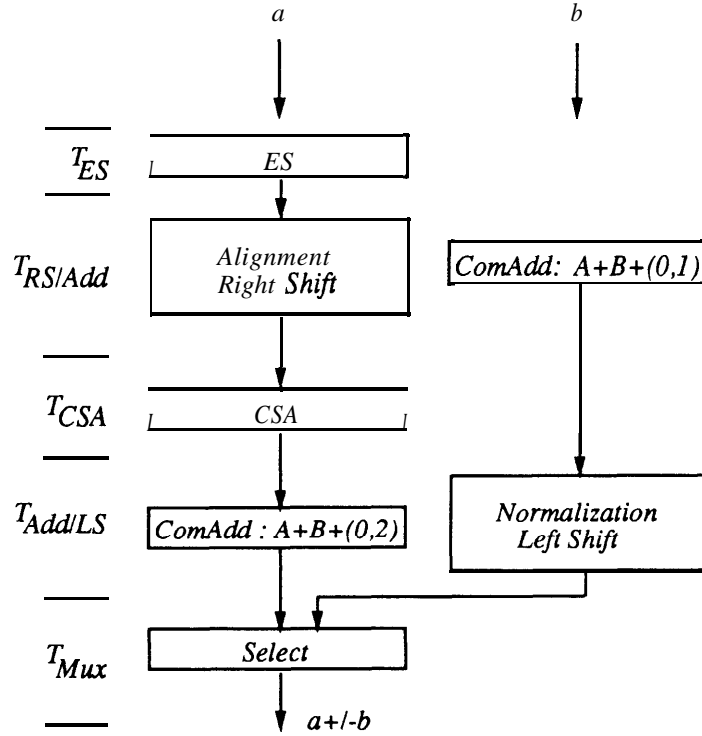 a b
T_ES ES
T_RS/Add
Alignment
Right Shift
ComAdd: A+B+(0,1)
T_CSA CSA
T_Add/LS
ComAdd : A+B+(0,2)
Normalization
Left Shift
T_Mux Select
a+/-b